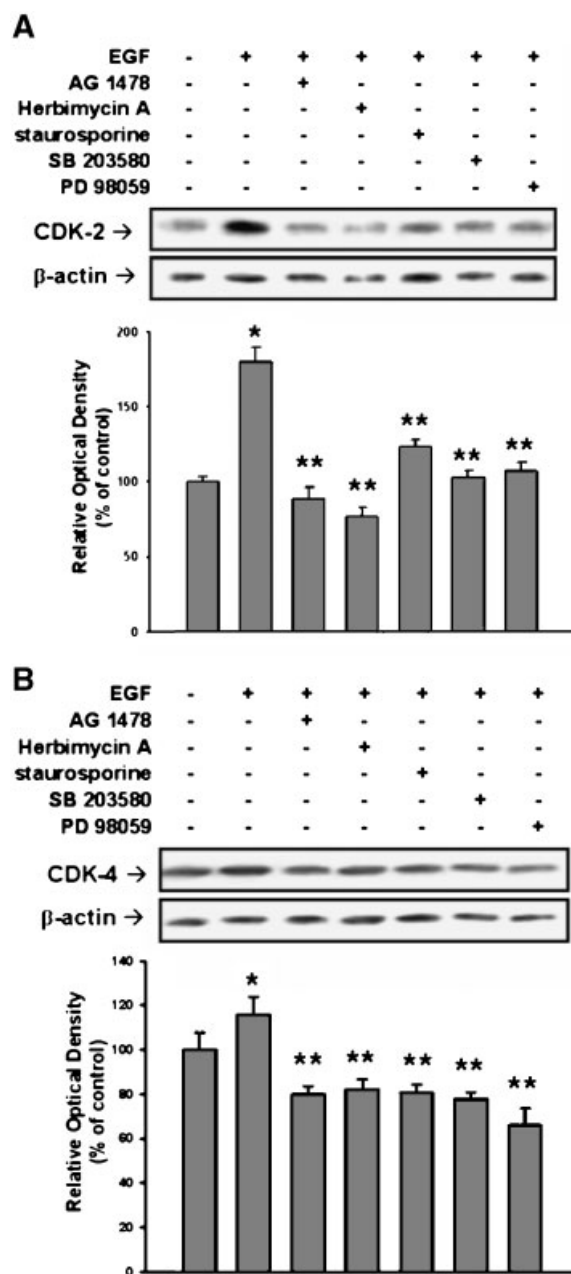 A
EGF - + + + + + +
AG 1478 - - + - - - -
Herbimycin A - - - + - - -
staurosporine - - - - + - -
SB 203580 - - - - - + -
PD 98059 - - - - - - +
CDK-2 →
β-actin →
Relative Optical Density
(% of control)
200
150
100
50
0
*
**
**
**
**
**
B
EGF - + + + + + +
AG 1478 - - + - - - -
Herbimycin A - - - + - - -
staurosporine - - - - + - -
SB 203580 - - - - - + -
PD 98059 - - - - - - +
CDK-4 →
β-actin →
Relative Optical Density
(% of control)
140
120
100
80
60
40
20
0
*
**
**
**
**
**